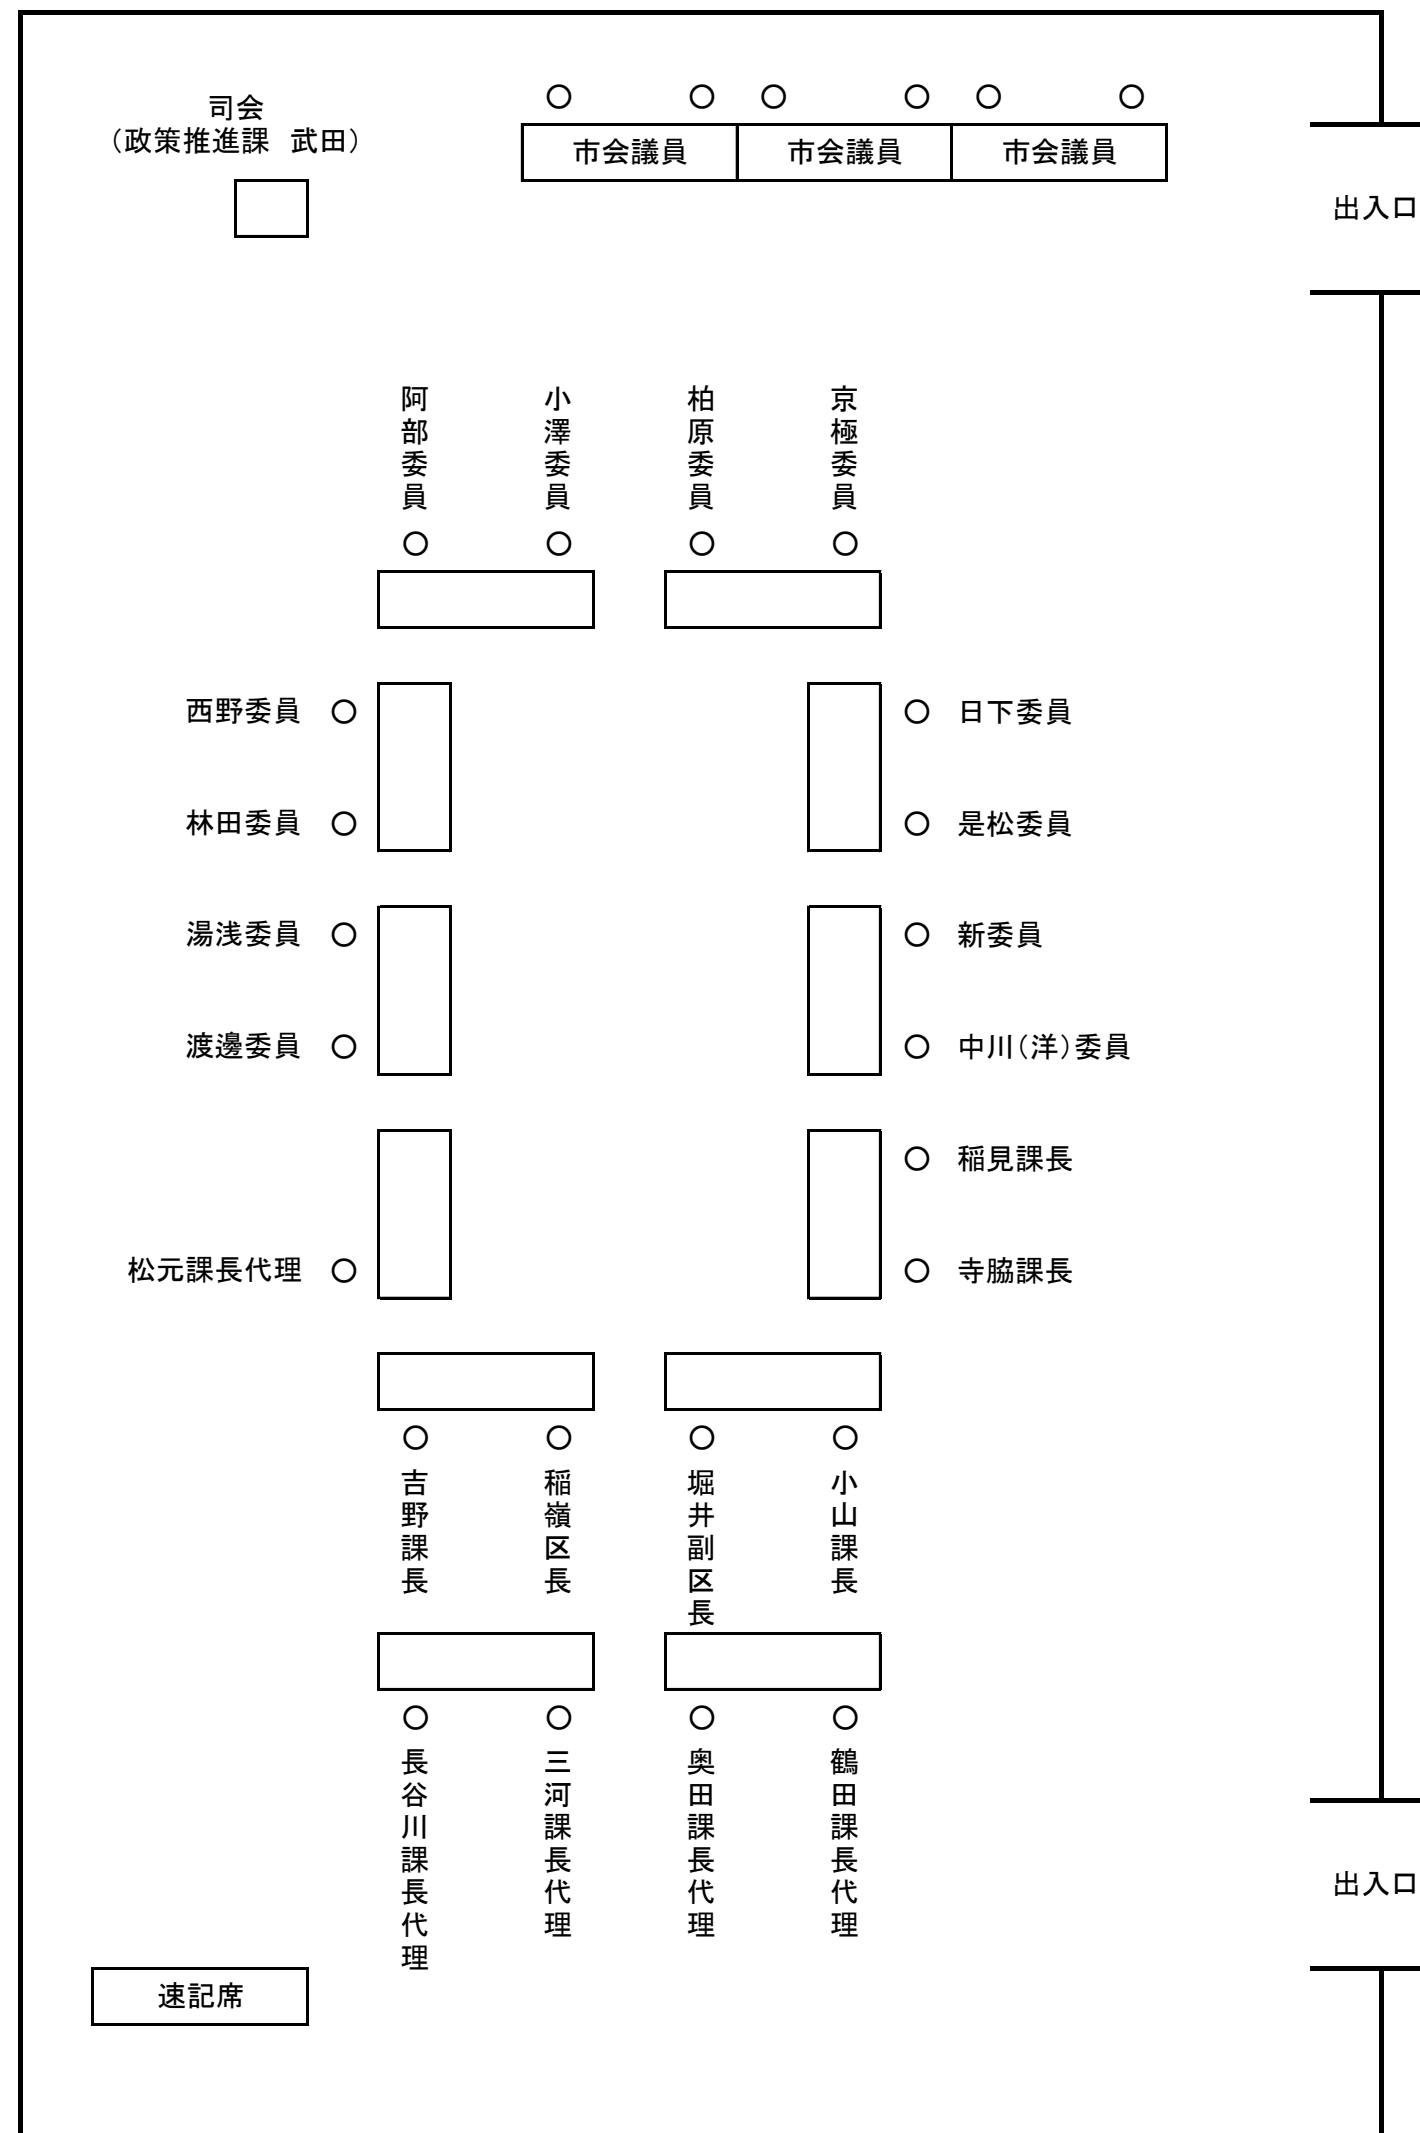 司会
（政策推進課　武田）
市会議員
市会議員
市会議員
出入口
阿部委員
小澤委員
柏原委員
京極委員
西野委員
日下委員
林田委員
是松委員
湯浅委員
新委員
渡邊委員
中川（洋）委員
稲見課長
松元課長代理
寺脇課長
吉野課長
稲嶺区長
堀井副区長
小山課長
長谷川課長代理
三河課長代理
奥田課長代理
鶴田課長代理
出入口
速記席